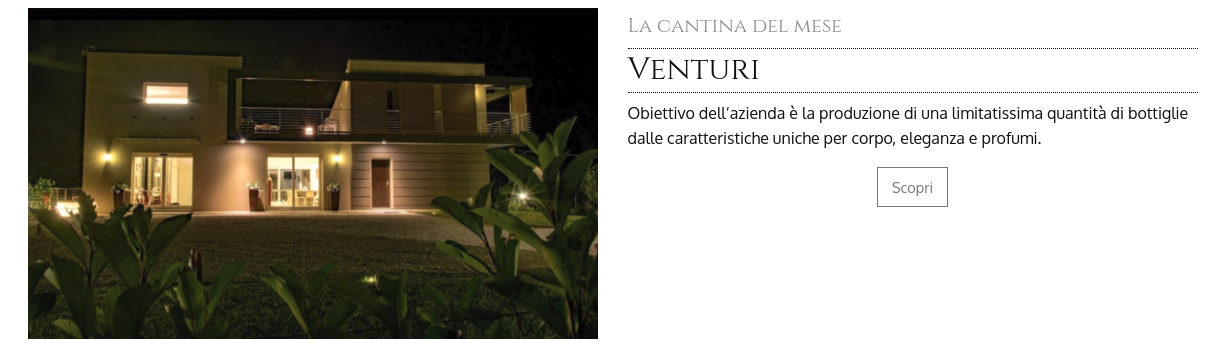 La cantina del mese
Venturi
Obiettivo dell'azienda è la produzione di una limitatissima quantità di bottiglie
dalle caratteristiche uniche per corpo, eleganza e profumi.
Scopri